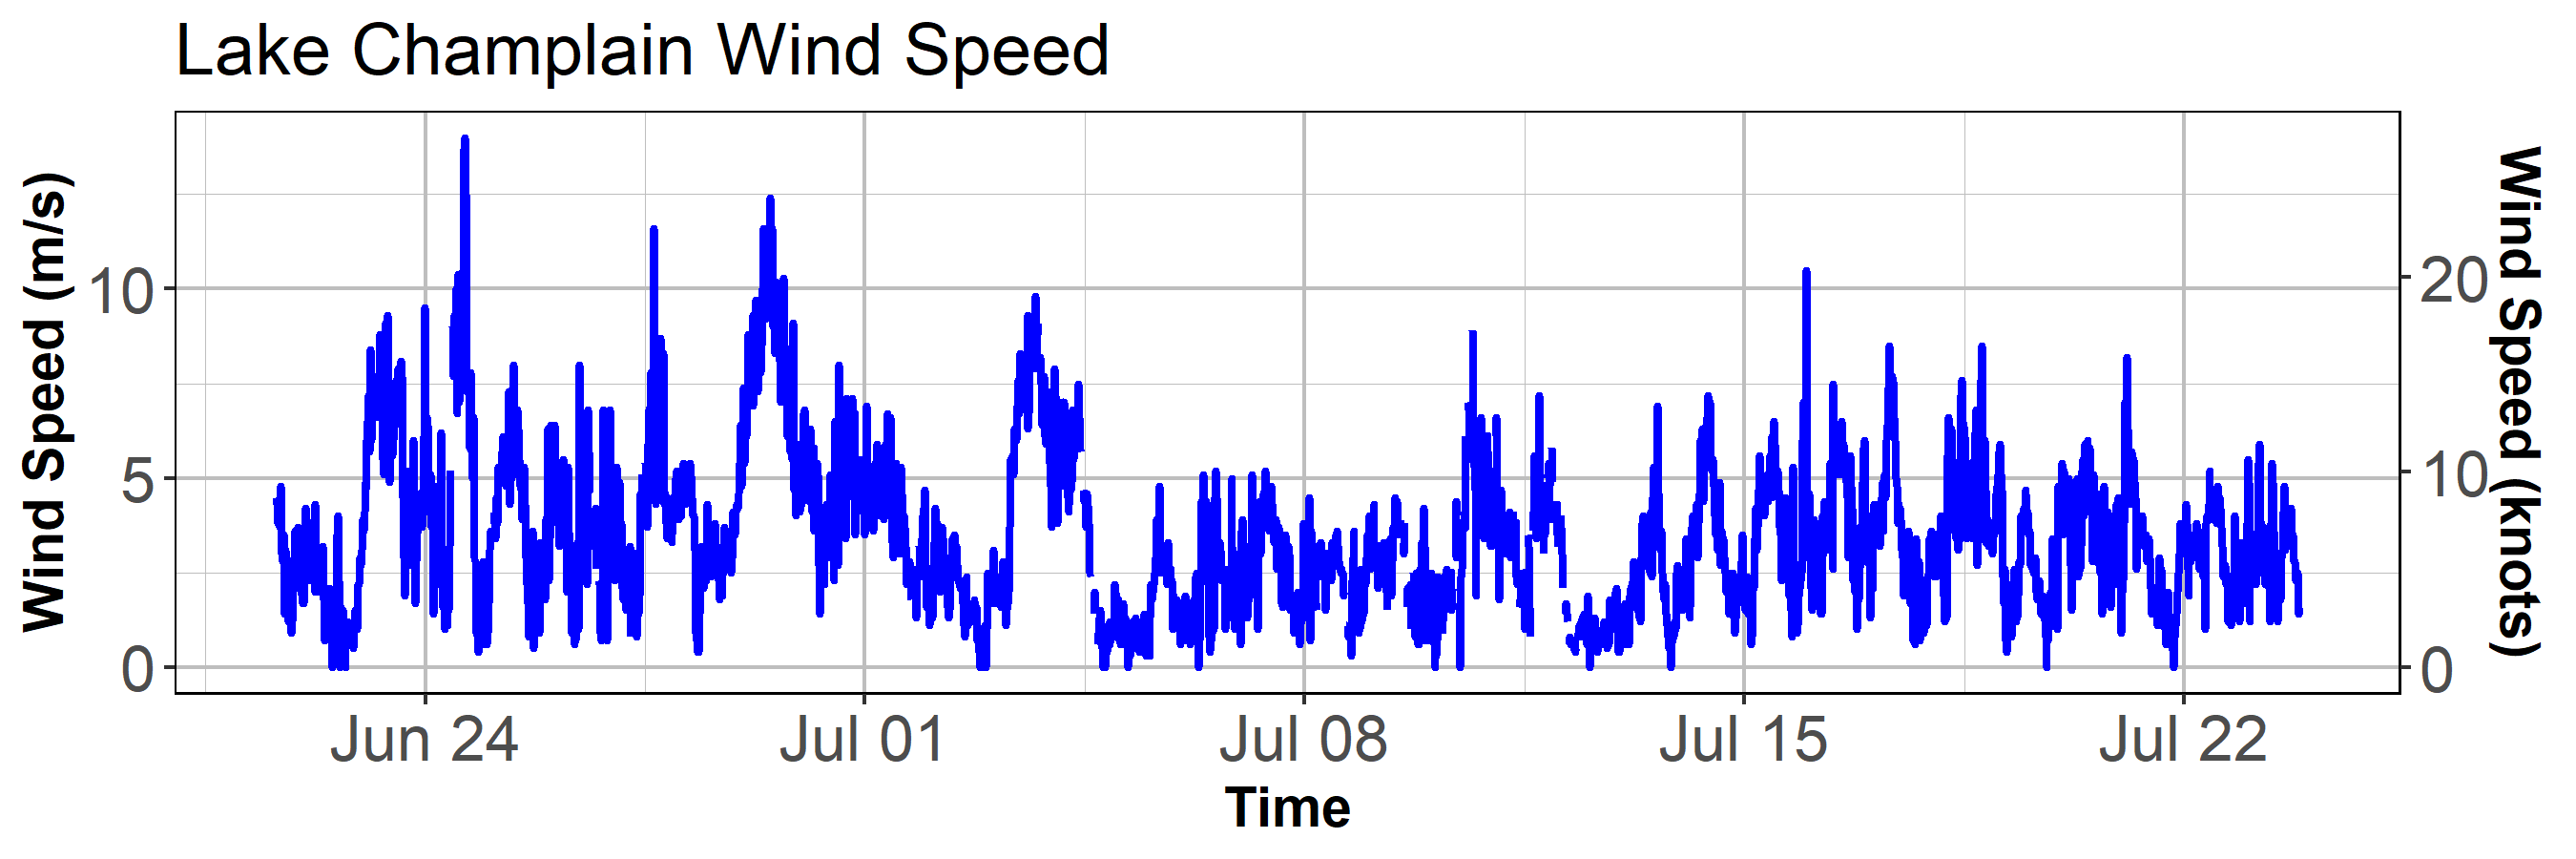 Lake Champlain Wind Speed
Wind Speed (m/s)
10
5
0
20
10
0
Wind Speed (knots)
Jun 24
Jul 01
Jul 08
Jul 15
Jul 22
Time